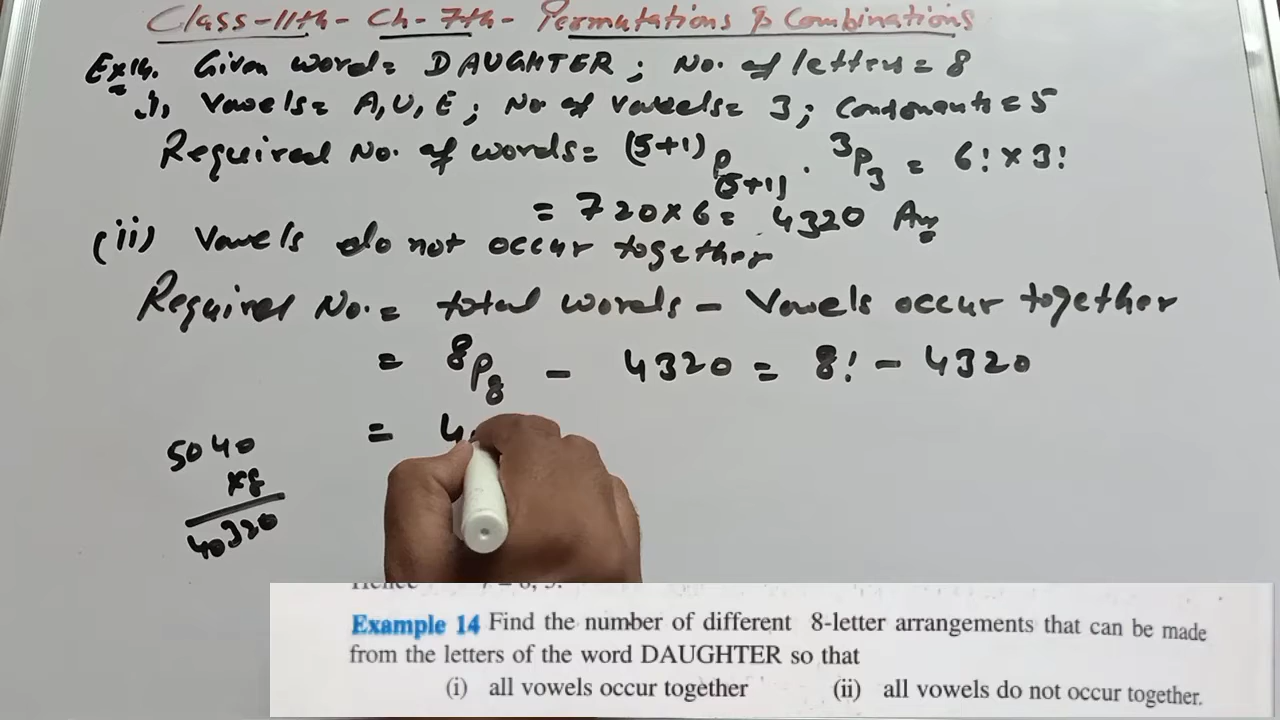 Class-11th- Ch-7th- Permutations & Combinations
Ex14. Given word= DAUGHTER ; No. of letters = 8
(i) Vowels= A,U,E ; No of vowels= 3 ; Consonants = 5
Required No. of words= (5+1)P(5+1) . 3P3 = 6! × 3!
= 720×6= 4320 Ans
(ii) Vowels do not occur together
Required No.= total words - Vowels occur together
= 8P8 - 4320 = 8! - 4320
= 4
5040
×8
40320
Example 14 Find the number of different 8-letter arrangements that can be made
from the letters of the word DAUGHTER so that
(i) all vowels occur together (ii) all vowels do not occur together.